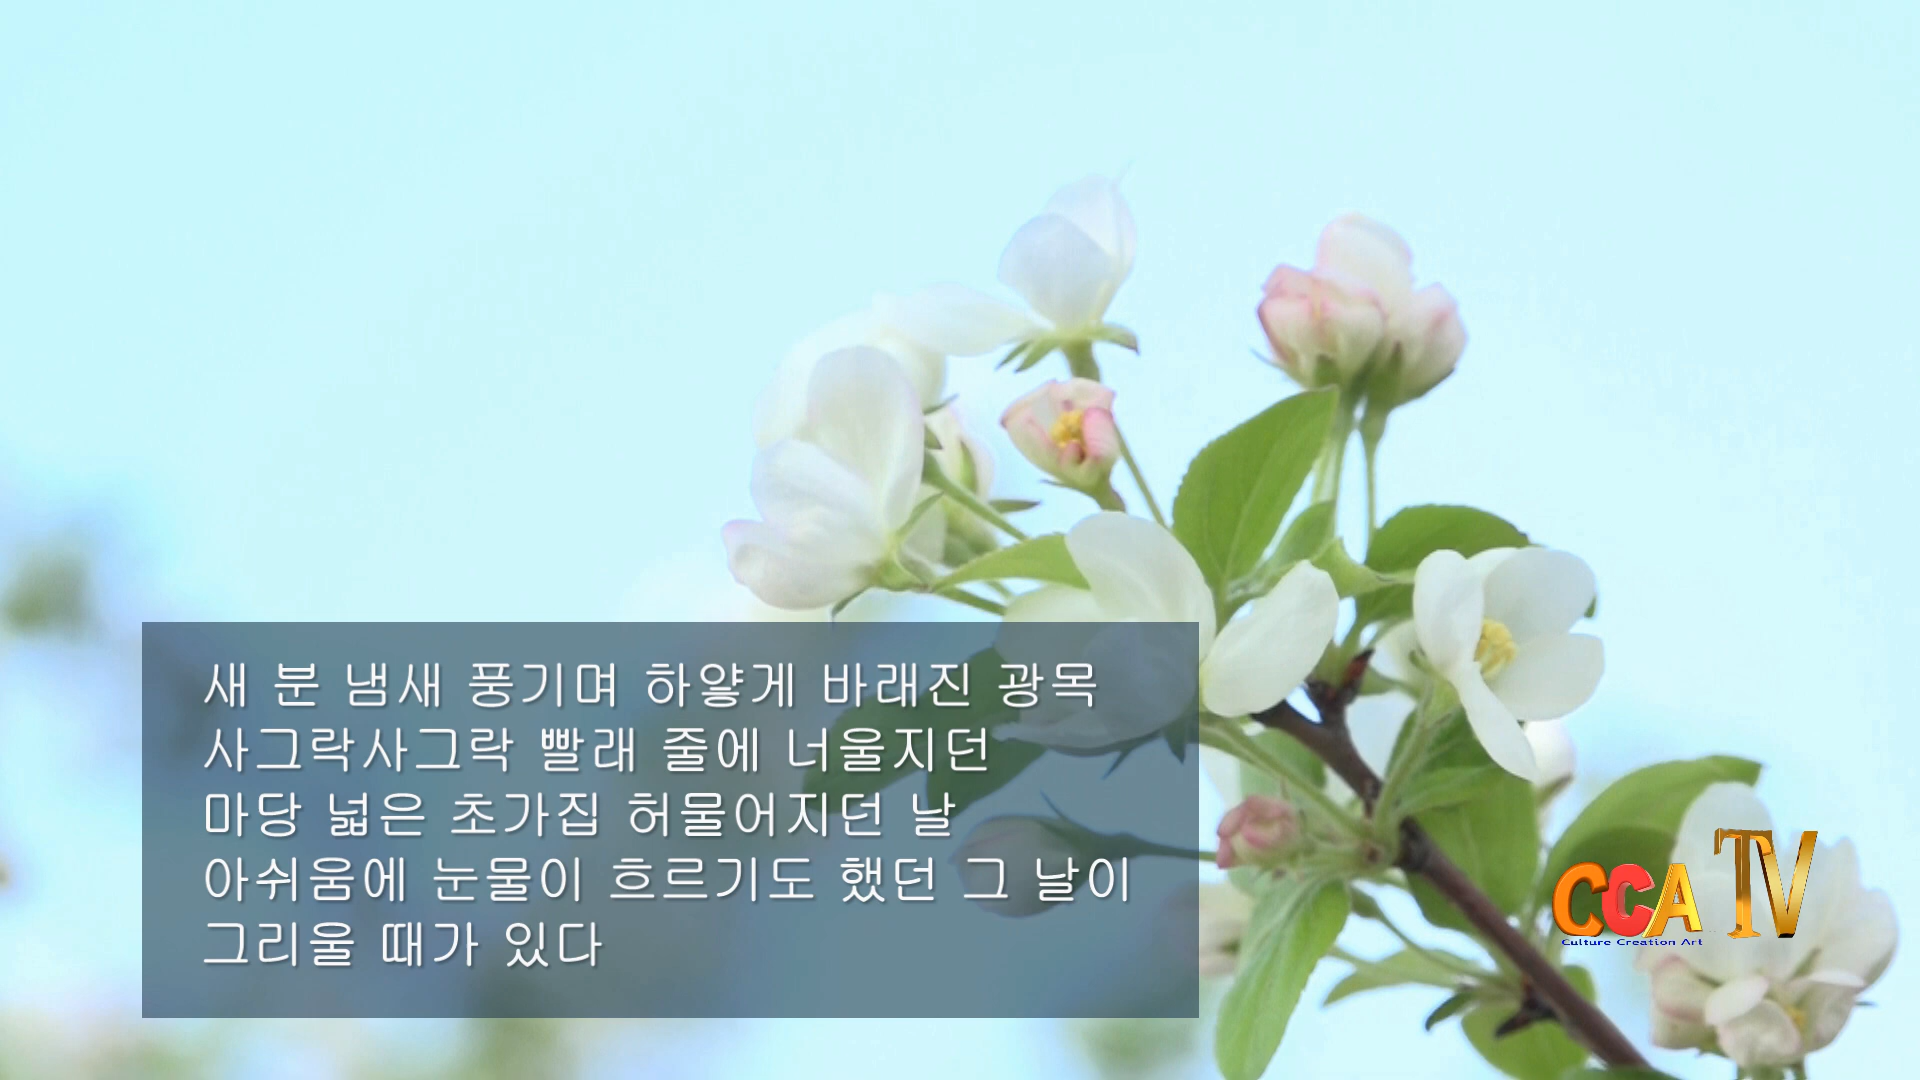 새 분 냄새 풍기며 하얗게 바래진 광목
사그락사그락 빨래 줄에 너울지던
마당 넓은 초가집 허물어지던 날
아쉬움에 눈물이 흐르기도 했던 그 날이
그리울 때가 있다
CCA TV
Culture Creation Art